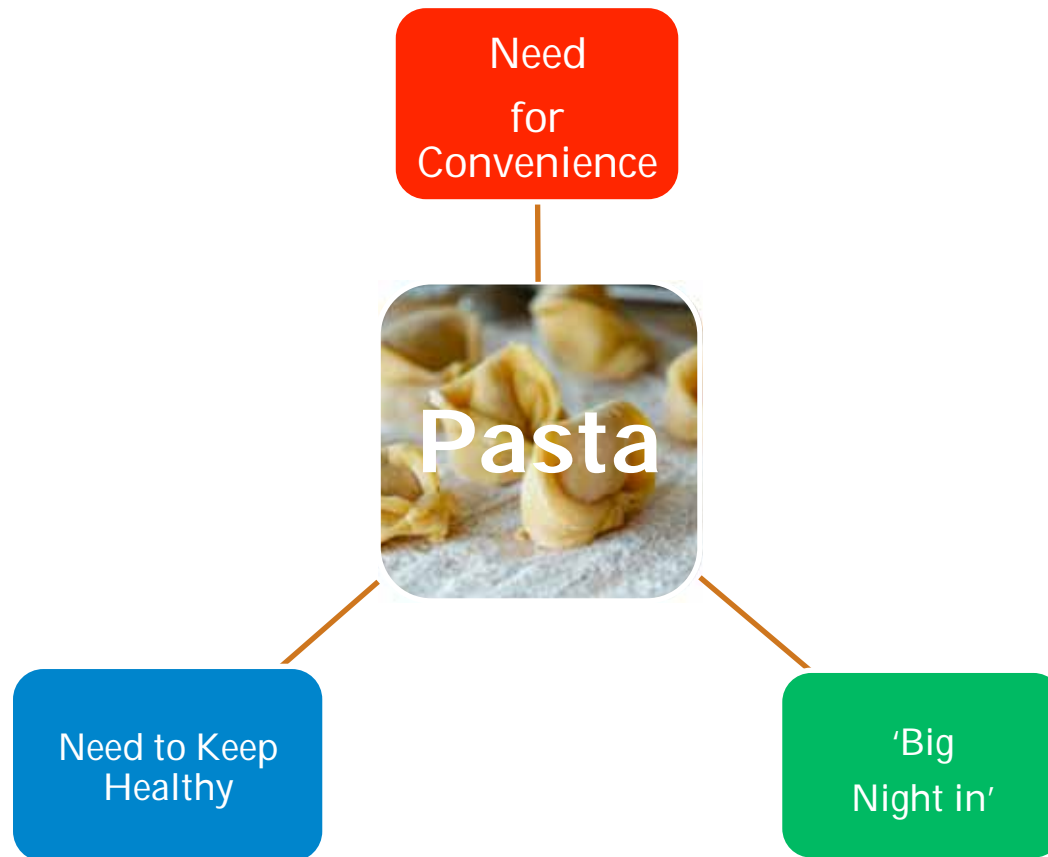 Need
for
Convenience
Pasta
Need to Keep
Healthy
‘Big
Night in’